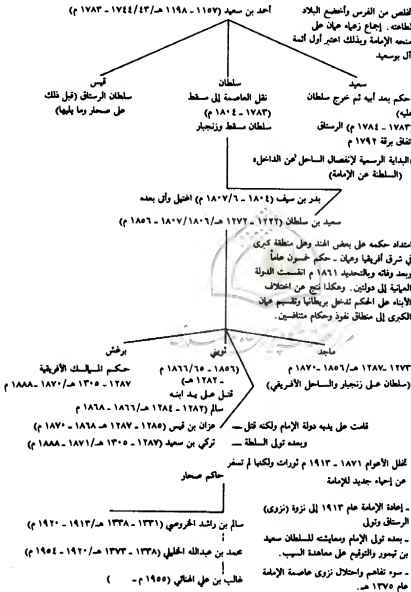 تخلص من الفرس وأخضع البلاد
لطاعته . إجماع زعماء عمان على
منحه الإمامة وبذلك اعتبر أول أئمة
آل بوسعيد
أحمد بن سعيد (١١٥٧ - ١١٩٨ هـ/٤٣/١٧٤٤ - ١٧٨٣ م)
سعيد
حكم بعد أبيه ثم خرج سلطان
عليه)
(١٧٨٣ - ١٧٨٤ م) الرستاق
تفاق بركة ١٧٩٢ م
(البداية الرسمية لإنفصال الساحل عن الداخل)
(السلطنة عن الإمامة)
سلطان
نقل العاصمة إلى مسقط
(١٧٨٣ - ١٨٠٤ م)
سلطان مسقط وزنجبار
قيس
سلطان الرستاق (قبل ذلك
على صحار وما يليها)
بدر بن سيف (١٨٠٤ - ١٨٠٧/٦ م) اغتيل وأتى بعده
سعيد بن سلطان (١٢٢٢ - ١٢٧٢ هـ/١٨٠٧/١٨٠٦ - ١٨٥٦ م)
امتداد حكمه على بعض الهند وعلى منطقة كبرى
في شرق أفريقيا وعمان - حكم خمسون عاماً
وبعد وفاته وبالتحديد ١٨٦١ م انقسمت الدولة
العمانية إلى دولتين . وهكذا نتج عن اختلاف
الأبناء على الحكم تدخل بريطانيا وتقسيم عمان
الكبرى إلى مناطق نفوذ وحكام متنافسين .
ماجد
١٢٧٣ - ١٢٨٧ هـ/١٨٥٦ - ١٨٧٠ م
(سلطان على زنجبار والساحل الأفريقي)
ثويني
(١٨٥٦ - ١٨٦٦/٦٥ م
- ١٢٨٢ هـ)
قتل على يد ابنه
سالم (١٢٨٢ - ١٢٨٤ هـ/١٨٦٦ - ١٨٦٨ م
برغش
حكم الممالك الأفريقية
١٢٨٧ - ١٣٠٥ هـ/١٨٧٠ - ١٨٨٨ م
قامت على يديه دولة الإمام ولكنه قتل — عزان بن قيس (١٢٨٥ - ١٢٨٧ هـ ١٨٦٨ - ١٨٧٠ م)
وبعده تولى السلطة — تركي بن سعيد (١٢٨٧ - ١٣٠٥ هـ/١٨٧١ - ١٨٨٨ م)
تخلل الأعوام ١٨٧١ - ١٩١٣ م ثورات ولكنها لم تسفر
عن إحياء جديد للإمامة
حاكم صحار
- إعادة الإمامة عام ١٩١٣ إلى نزوة (نزوى)
الرستاق وتولى
سالم بن راشد الخروصي (١٣٣١ - ١٣٣٨ هـ/١٩١٣ - ١٩٢٠ م)
- بعده تولى الإمام ومعايشته للسلطان سعيد
بن تيمور والتوقيع على معاهدة السيب .
محمد بن عبدالله الخليلي (١٣٣٨ - ١٣٧٣ هـ/١٩٢٠ - ١٩٥٤ م)
- سوء تفاهم واحتلال نزوى عاصمة الإمامة
عام ١٣٧٥ هـ.
غالب بن علي الهنائي (١٩٥٥ م - )